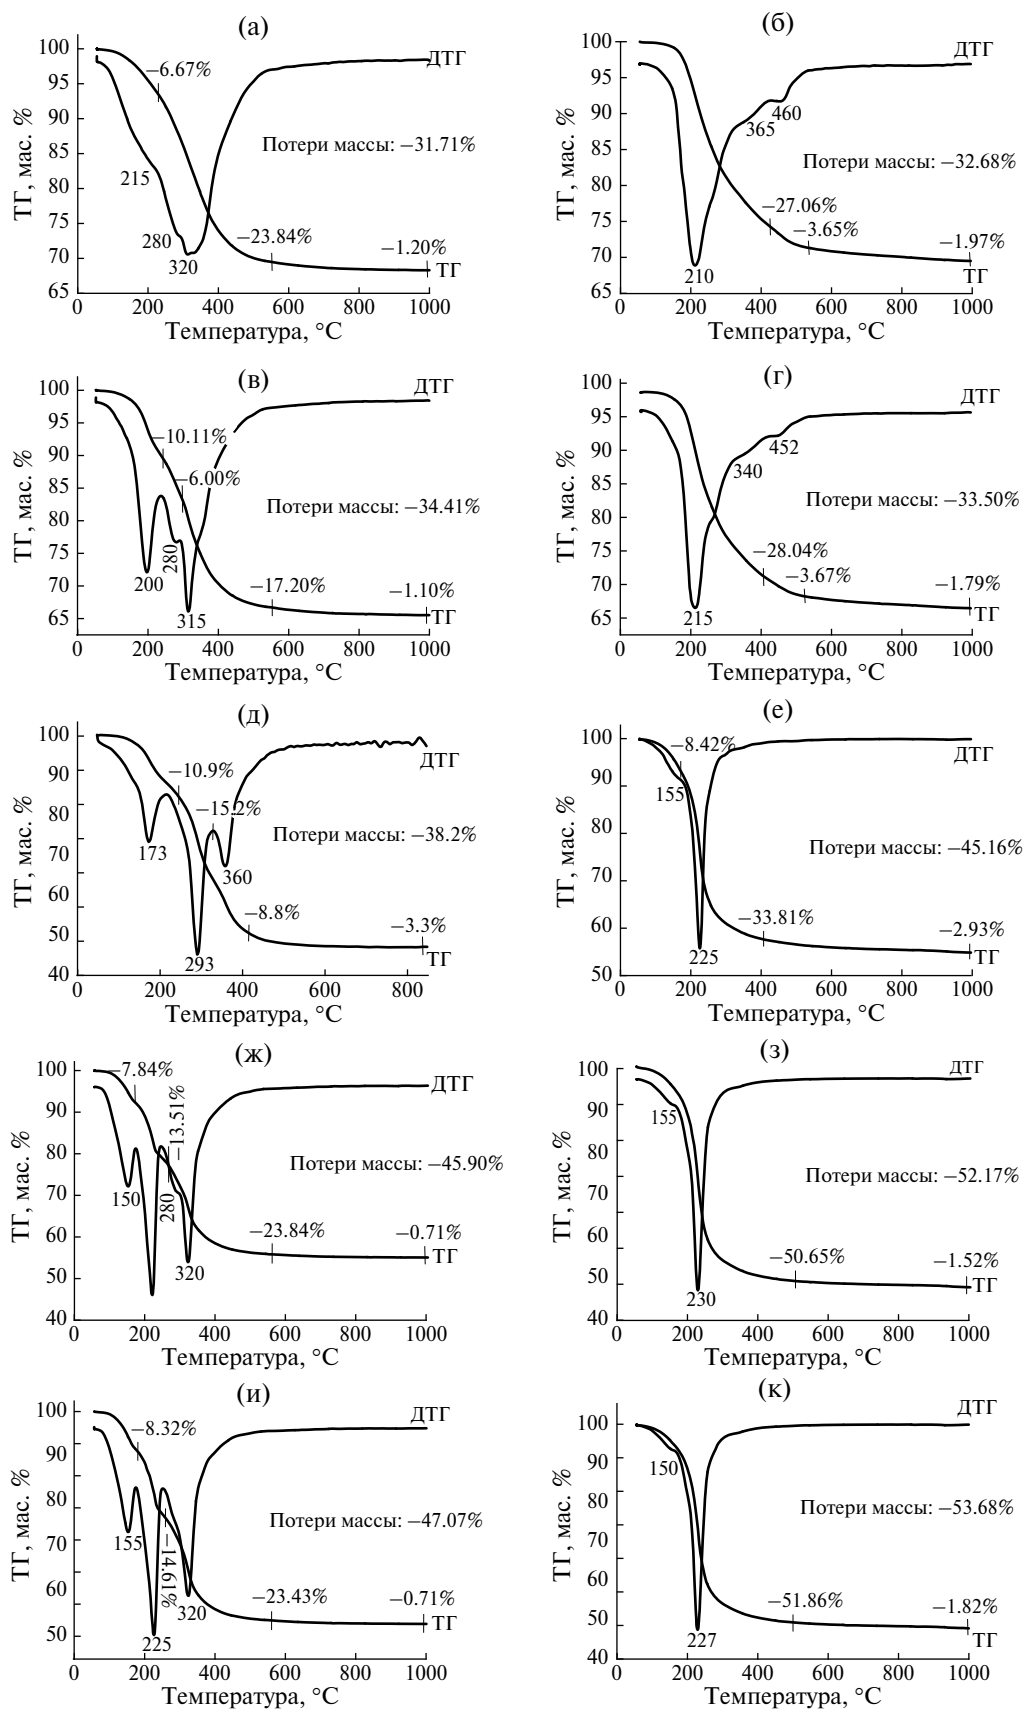 (а)
ТГ, мас. %
100
95
90
85
80
75
70
65
ДТГ
−6.67%
Потери массы: −31.71%
215
280
320
−23.84%
−1.20%
ТГ
0 200 400 600 800 1000
Температура, °C
(б)
ТГ, мас. %
100
95
90
85
80
75
70
65
ДТГ
460
365
Потери массы: −32.68%
−27.06%
−3.65%
−1.97%
210
ТГ
0 200 400 600 800 1000
Температура, °C
(в)
ТГ, мас. %
100
95
90
85
80
75
70
65
ДТГ
−10.11%
−6.00%
Потери массы: −34.41%
200
280
315
−17.20%
−1.10%
ТГ
0 200 400 600 800 1000
Температура, °C
(г)
ТГ, мас. %
100
95
90
85
80
75
70
65
ДТГ
452
340
Потери массы: −33.50%
−28.04%
−3.67%
−1.79%
215
ТГ
0 200 400 600 800 1000
Температура, °C
(д)
ТГ, мас. %
100
90
80
70
60
50
40
ДТГ
−10.9%
−15.2%
Потери массы: −38.2%
173
360
−8.8%
−3.3%
293
ТГ
0 200 400 600 800
Температура, °C
(е)
ТГ, мас. %
100
90
80
70
60
50
−8.42%
ДТГ
155
Потери массы: −45.16%
−33.81%
−2.93%
225
ТГ
0 200 400 600 800 1000
Температура, °C
(ж)
ТГ, мас. %
100
90
80
70
60
50
40
−7.84%
ДТГ
−13.51%
Потери массы: −45.90%
150
280
−23.84%
−0.71%
320
ТГ
0 200 400 600 800 1000
Температура, °C
(з)
ТГ, мас. %
100
90
80
70
60
50
40
ДТГ
155
Потери массы: −52.17%
−50.65%
−1.52%
230
ТГ
0 200 400 600 800 1000
Температура, °C
(и)
ТГ, мас. %
100
90
80
70
60
50
ДТГ
−8.32%
Потери массы: −47.07%
155
−14.61%
−23.43%
−0.71%
320
225
ТГ
0 200 400 600 800 1000
Температура, °C
(к)
ТГ, мас. %
100
90
80
70
60
50
40
ДТГ
150
Потери массы: −53.68%
−51.86%
−1.82%
227
ТГ
0 200 400 600 800 1000
Температура, °C